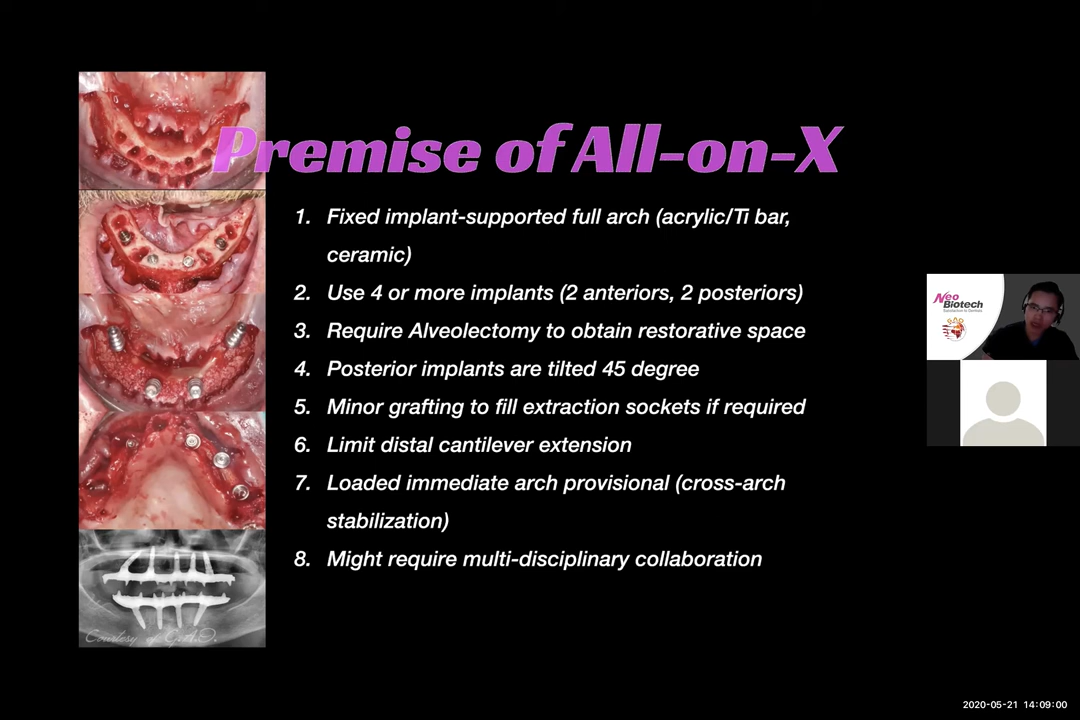 Premise of All-on-X
1. Fixed implant-supported full arch (acrylic/Ti bar,
ceramic)
2. Use 4 or more implants (2 anteriors, 2 posteriors)
3. Require Alveolectomy to obtain restorative space
4. Posterior implants are tilted 45 degree
5. Minor grafting to fill extraction sockets if required
6. Limit distal cantilever extension
7. Loaded immediate arch provisional (cross-arch
stabilization)
8. Might require multi-disciplinary collaboration
Neo
Biotech
Courtesy of
2020-05-21 14:09:00